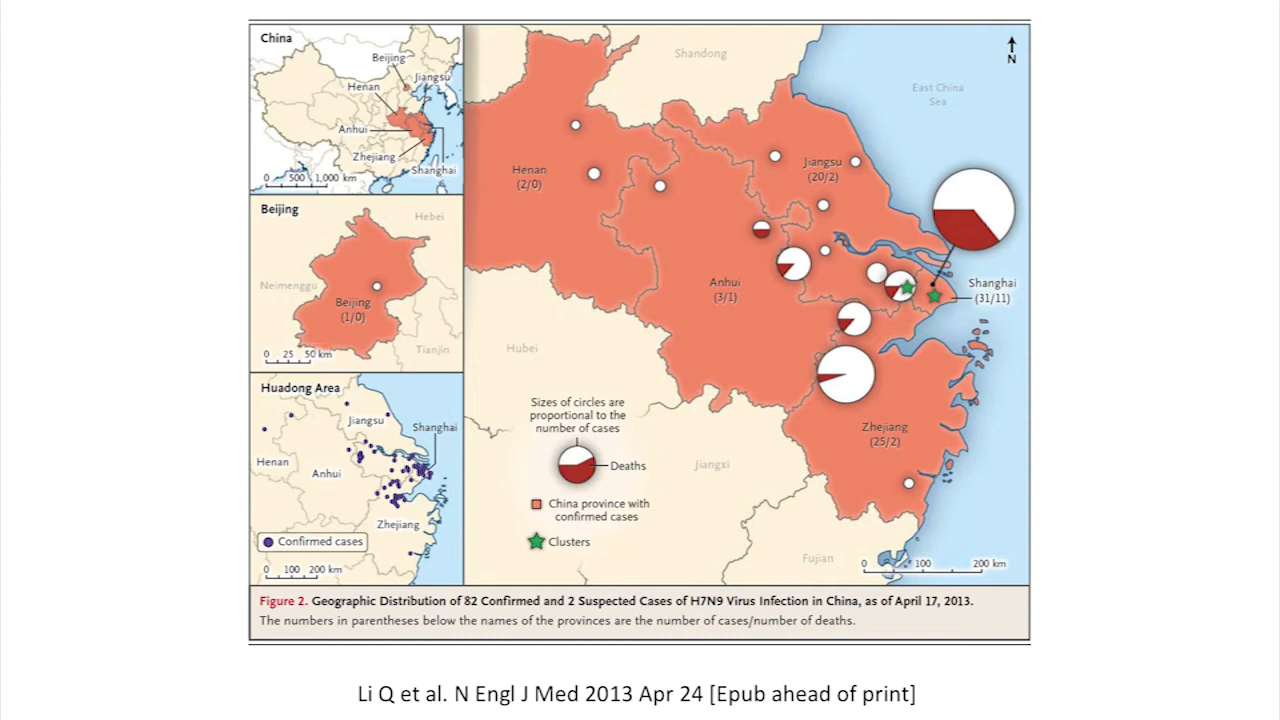 China
Beijing
Jiangsu
Henan
Anhui
Zhejiang
Shanghai
0 500 1,000 km
Beijing
Hebei
Neimenggu
Beijing
(1/0)
Tianjin
0 25 50 km
Huadong Area
Jiangsu
Shanghai
Henan
Anhui
Zhejiang
Confirmed cases
0 100 200 km
Shandong
N
East China
Sea
Henan
(2/0)
Jiangsu
(20/2)
Anhui
(3/1)
Shanghai
(31/11)
Hubei
Sizes of circles are
proportional to the
number of cases
Deaths
China province with
confirmed cases
Clusters
Jiangxi
Zhejiang
(25/2)
Fujian
0 100 200 km
Figure 2. Geographic Distribution of 82 Confirmed and 2 Suspected Cases of H7N9 Virus Infection in China, as of April 17, 2013.
The numbers in parentheses below the names of the provinces are the number of cases/number of deaths.
Li Q et al. N Engl J Med 2013 Apr 24 [Epub ahead of print]